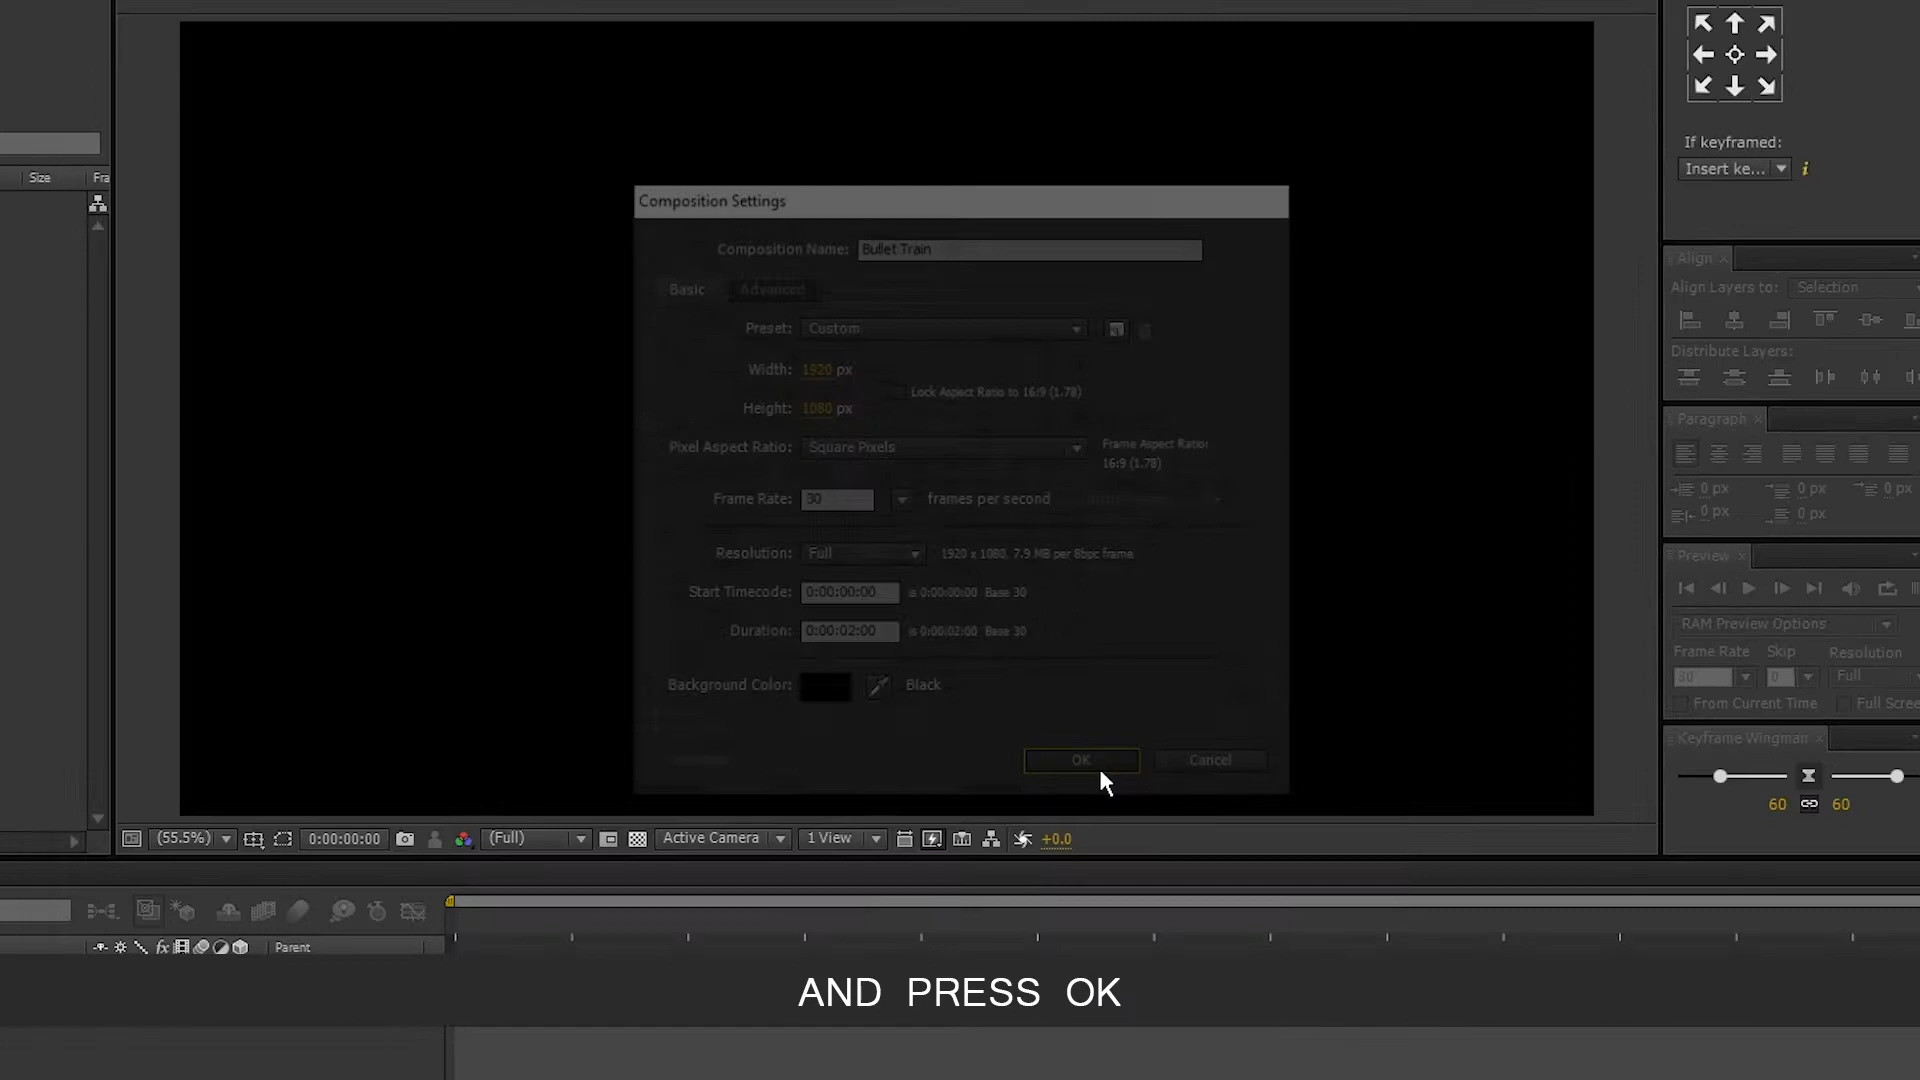 If keyframed:
Insert ke...
i
Size
Fra
Composition Settings
Composition Name: Bullet Train
Basic
Advanced
Preset: Custom
Width: 1920 px
Lock Aspect Ratio to 16:9 (1.78)
Height: 1080 px
Pixel Aspect Ratio: Square Pixels
Frame Aspect Ratio:
16:9 (1.78)
Frame Rate: 30 frames per second
Resolution: Full 1920 x 1080, 7.9 MB per 8bpc frame
Start Timecode: 0:00:00:00 is 0:00:00:00 Base 30
Duration: 0:00:02:00 is 0:00:02:00 Base 30
Background Color: Black
OK Cancel
Align
Align Layers to: Selection
Distribute Layers:
Paragraph
0 px 0 px 0 px
0 px 0 px
Preview
RAM Preview Options
Frame Rate Skip Resolution
30 0 Full
From Current Time Full Scree
Keyframe Wingman
60 60
(55.5%) 0:00:00:00 (Full) Active Camera 1 View +0.0
fx Parent
AND PRESS OK